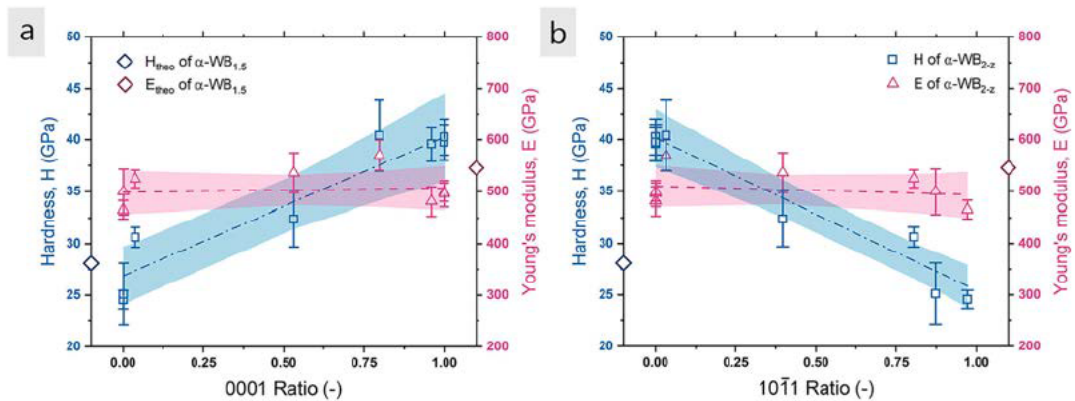 a
Hardness, H (GPa)
50
45
40
35
30
25
20
H_theo of α-WB_1.5
E_theo of α-WB_1.5
0.00 0.25 0.50 0.75 1.00
0001 Ratio (-)
800
700
600
500
400
300
200
Young's modulus, E (GPa)
b
Hardness, H (GPa)
50
45
40
35
30
25
20
H of α-WB_2-z
E of α-WB_2-z
0.00 0.25 0.50 0.75 1.00
101̅1 Ratio (-)
800
700
600
500
400
300
200
Young's modulus, E (GPa)